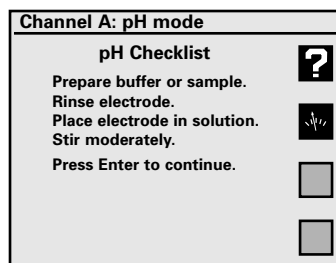 Channel A: pH mode
pH Checklist
Prepare buffer or sample.
Rinse electrode.
Place electrode in solution.
Stir moderately.
Press Enter to continue.
?